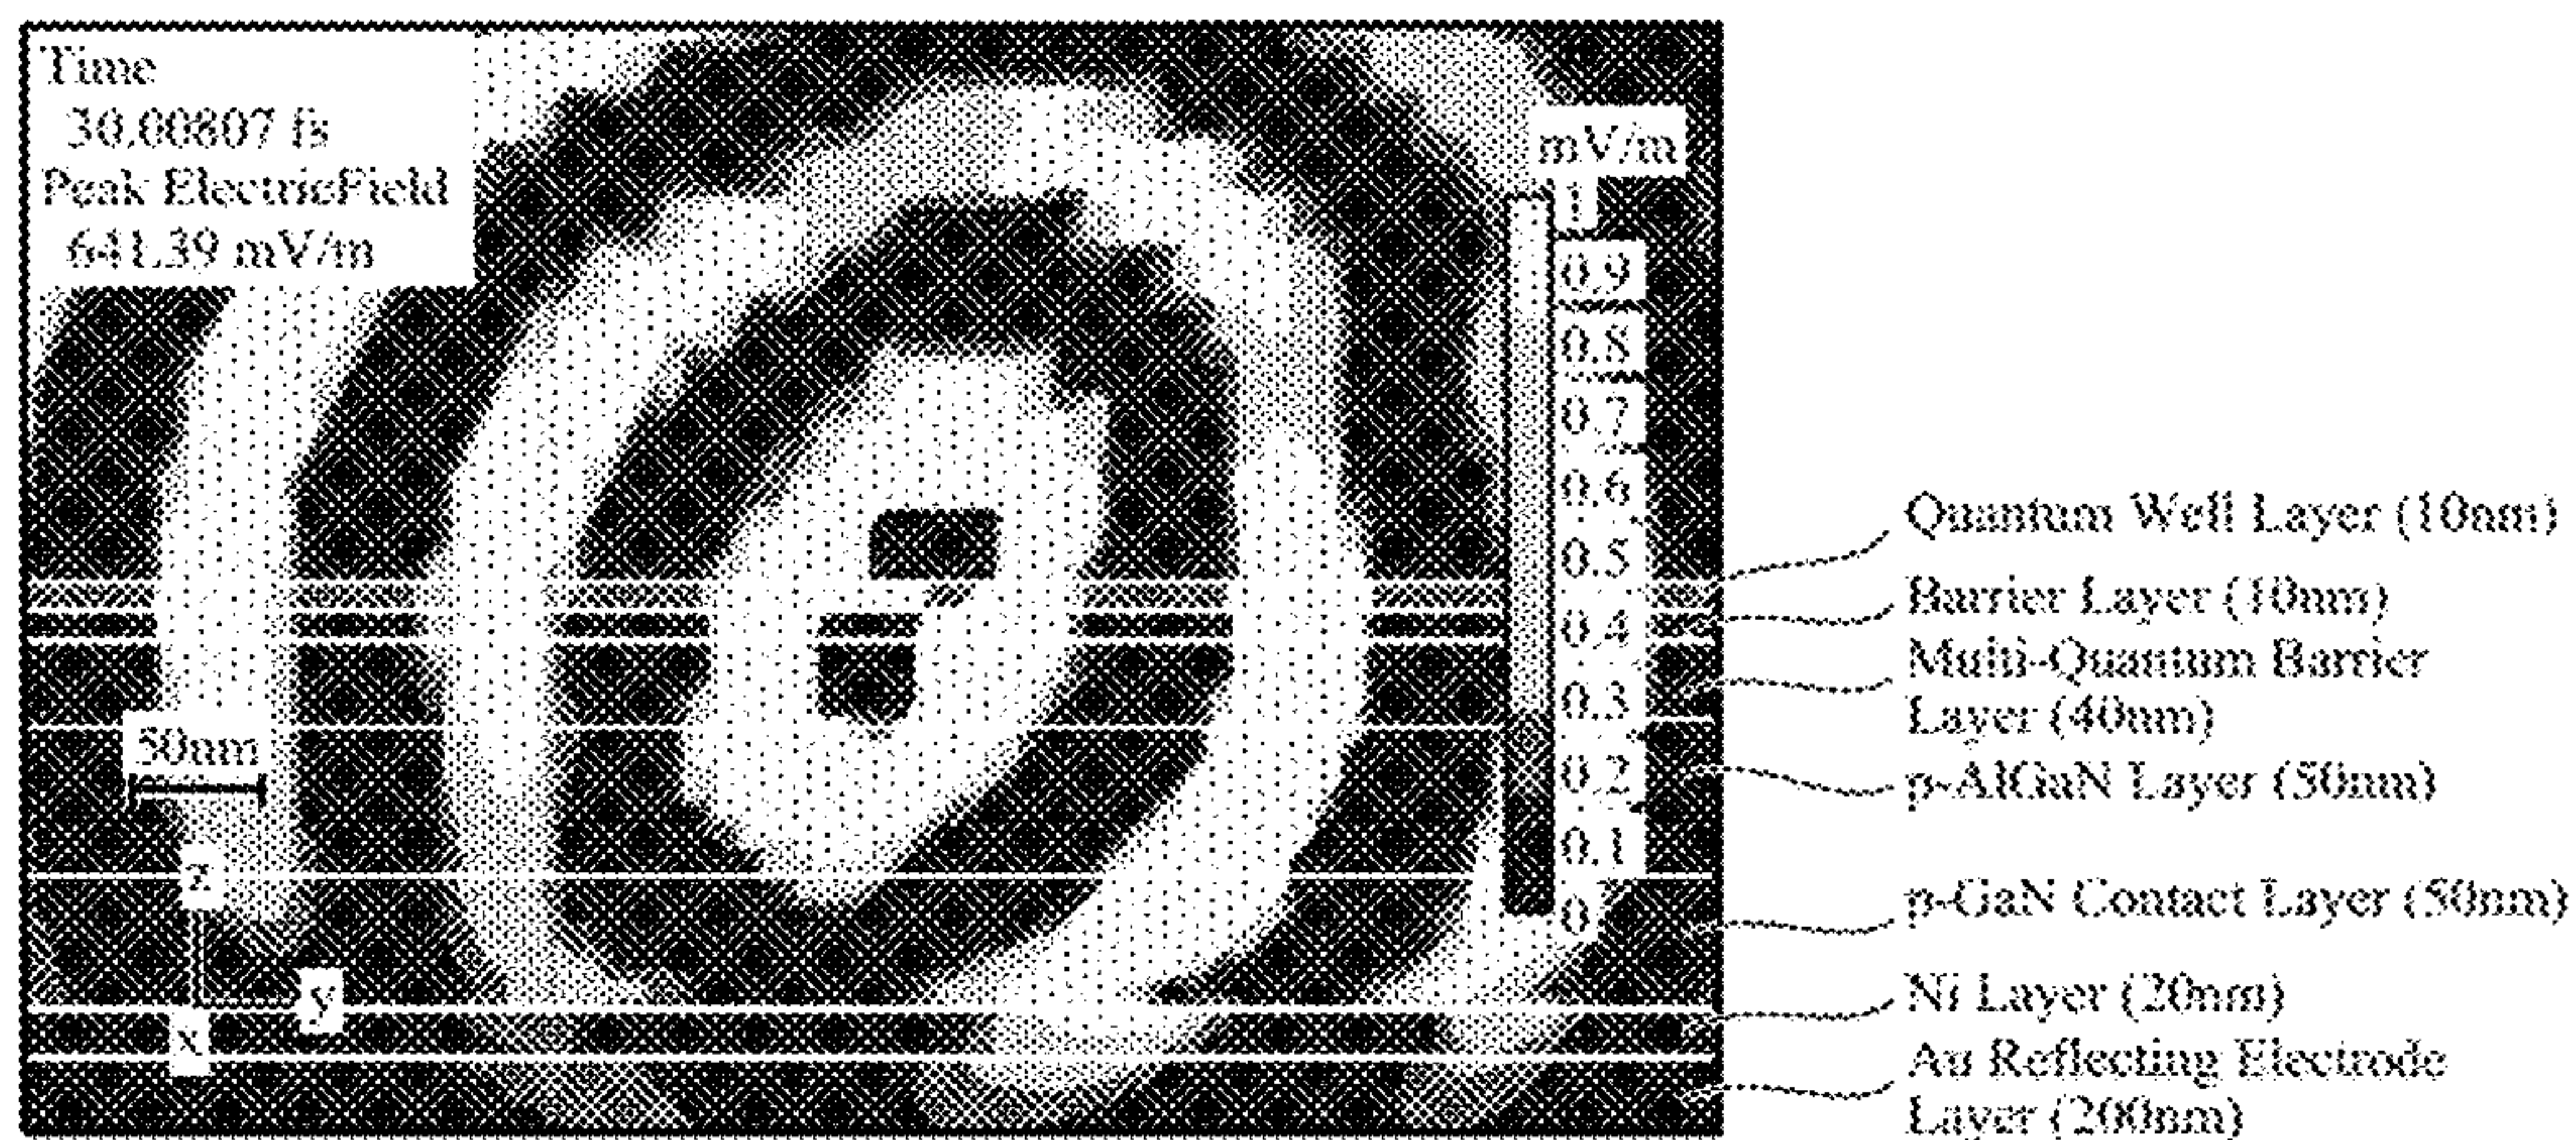 Time
30.00807 fs
Peak ElectricField
641.39 mV/m
mV/m
1
0.9
0.8
0.7
0.6
0.5
0.4
0.3
0.2
0.1
0
50nm
z
y
x
Quantum Well Layer (10nm)
Barrier Layer (10nm)
Multi-Quantum Barrier
Layer (40nm)
p-AlGaN Layer (50nm)
p-GaN Contact Layer (50nm)
Ni Layer (20nm)
Au Reflecting Electrode
Layer (200nm)